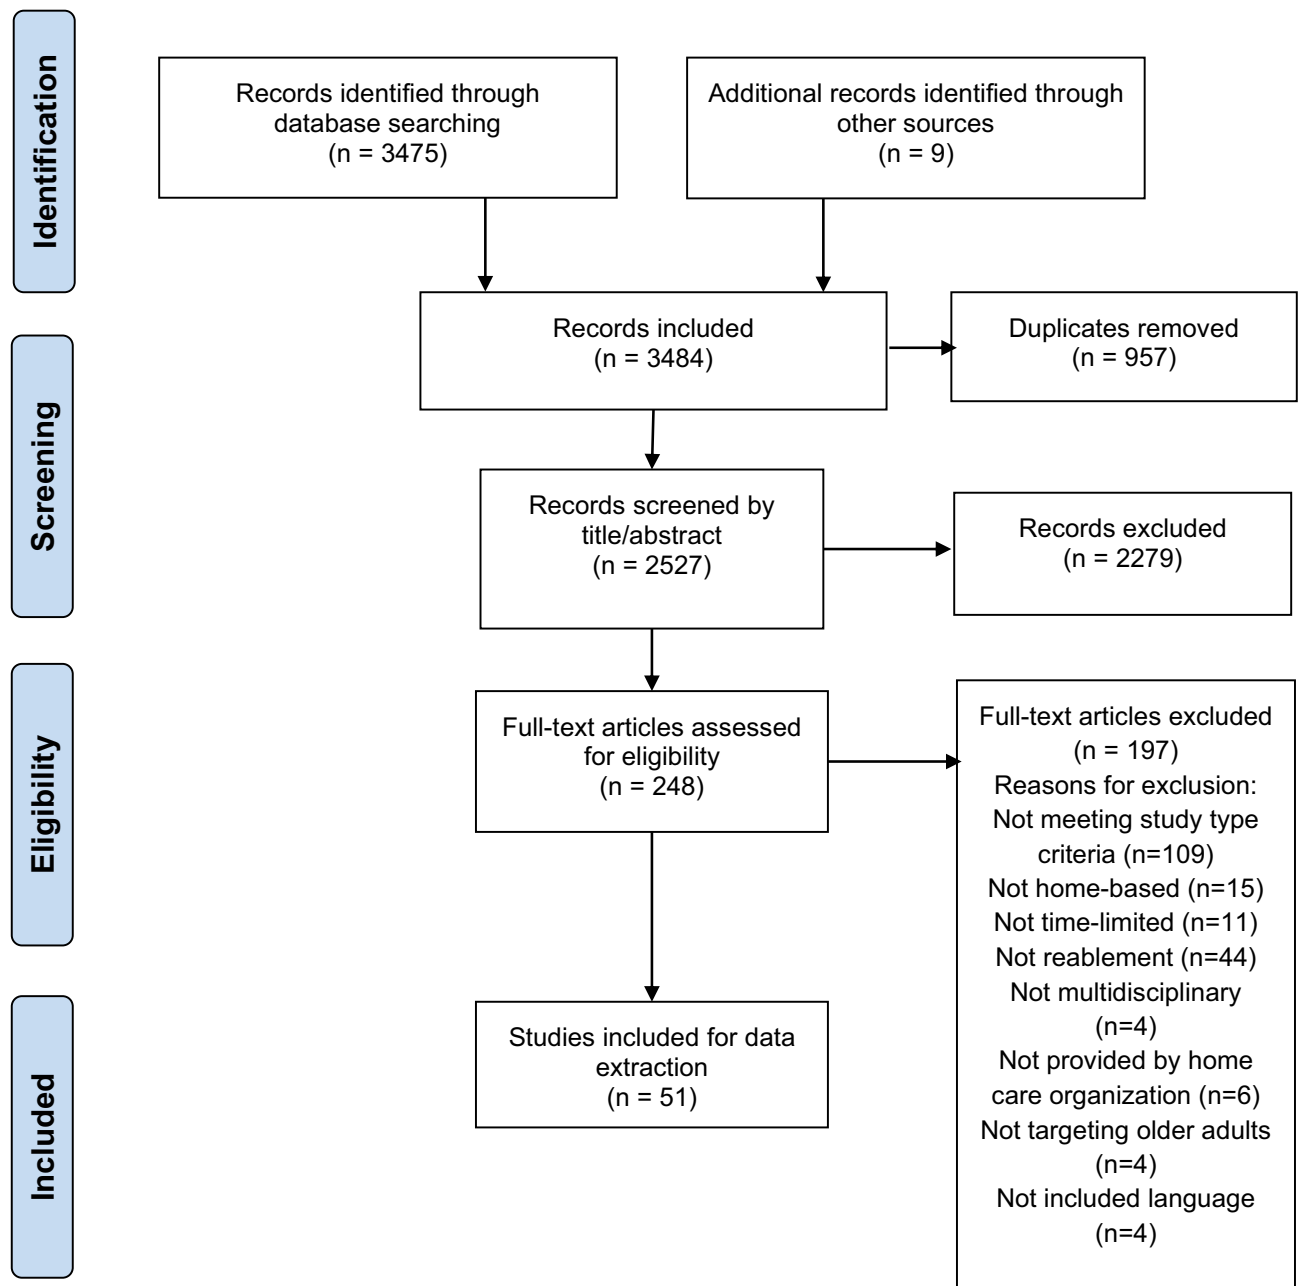 Identification
Records identified through
database searching
(n = 3475)
Additional records identified through
other sources
(n = 9)
Records included
(n = 3484)
Duplicates removed
(n = 957)
Screening
Records screened by
title/abstract
(n = 2527)
Records excluded
(n = 2279)
Eligibility
Full-text articles assessed
for eligibility
(n = 248)
Full-text articles excluded
(n = 197)
Reasons for exclusion:
Not meeting study type
criteria (n=109)
Not home-based (n=15)
Not time-limited (n=11)
Not reablement (n=44)
Not multidisciplinary
(n=4)
Not provided by home
care organization (n=6)
Not targeting older adults
(n=4)
Not included language
(n=4)
Included
Studies included for data
extraction
(n = 51)